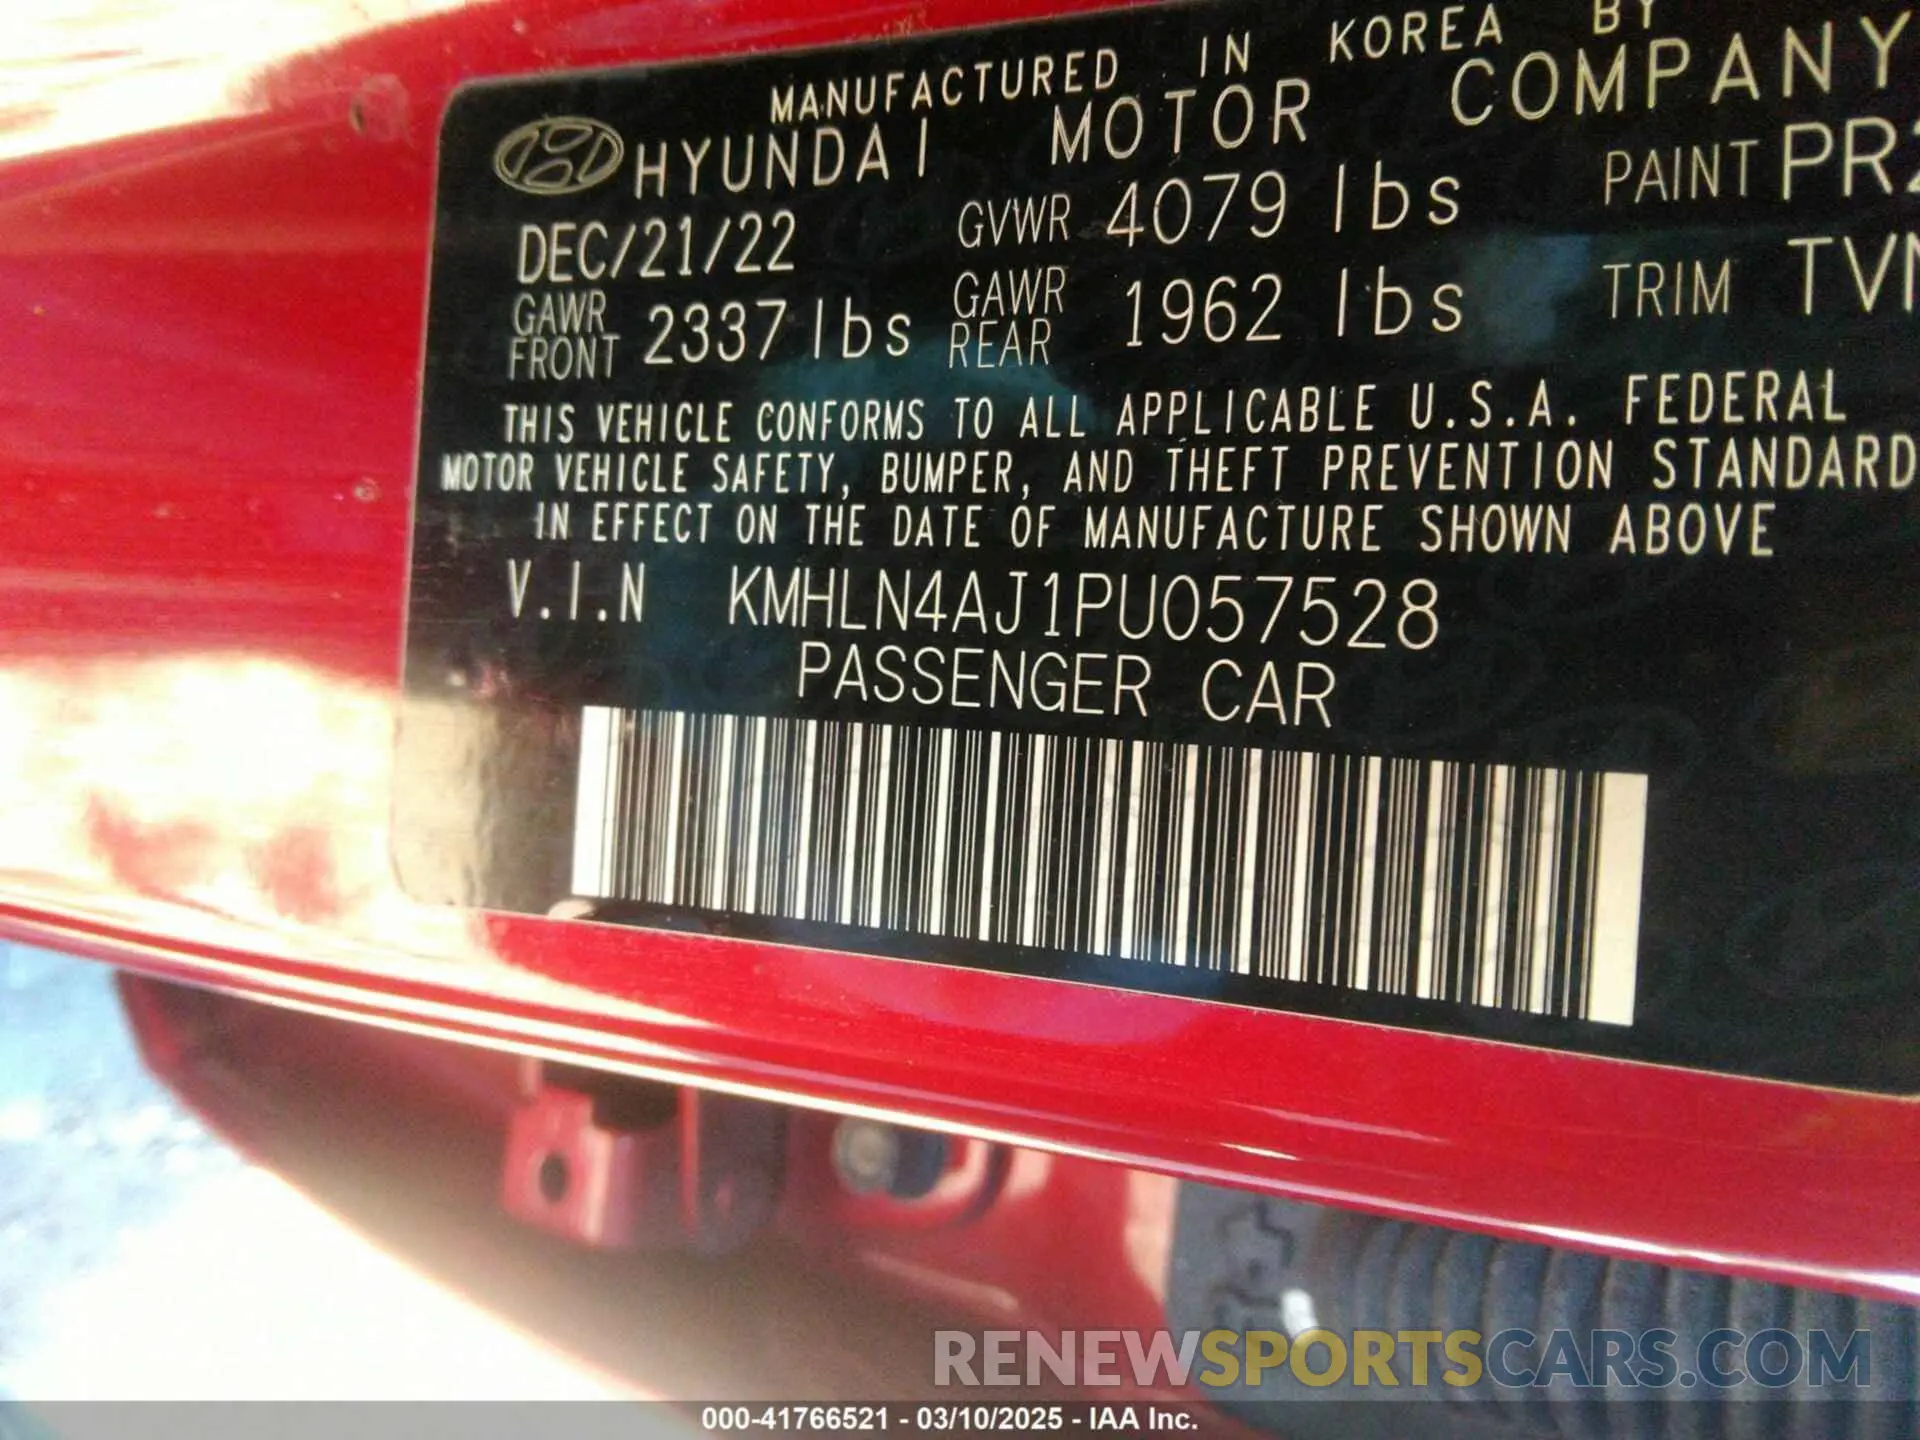 MANUFACTURED IN KOREA BY
HYUNDAI MOTOR COMPANY
DEC/21/22 GVWR 4079 lbs PAINT
GAWR FRONT 2337 lbs GAWR REAR 1962 lbs TRIM
THIS VEHICLE CONFORMS TO ALL APPLICABLE U.S.A. FEDERAL
MOTOR VEHICLE SAFETY, BUMPER, AND THEFT PREVENTION STANDARD
IN EFFECT ON THE DATE OF MANUFACTURE SHOWN ABOVE
V.I.N KMHLN4AJ1PU057528
PASSENGER CAR
RENEWSPORTSCARS.COM
000-41766521 - 03/10/2025 - IAA Inc.